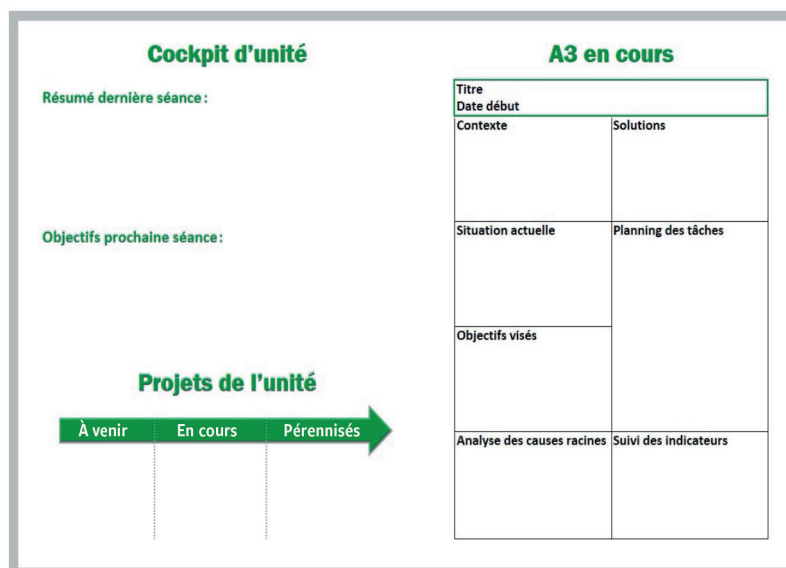 Cockpit d'unité
Résumé dernière séance :
Objectifs prochaine séance :
Projets de l'unité
À venir
En cours
Pérennisés
A3 en cours
Titre
Date début
Contexte
Solutions
Situation actuelle
Planning des tâches
Objectifs visés
Analyse des causes racines
Suivi des indicateurs